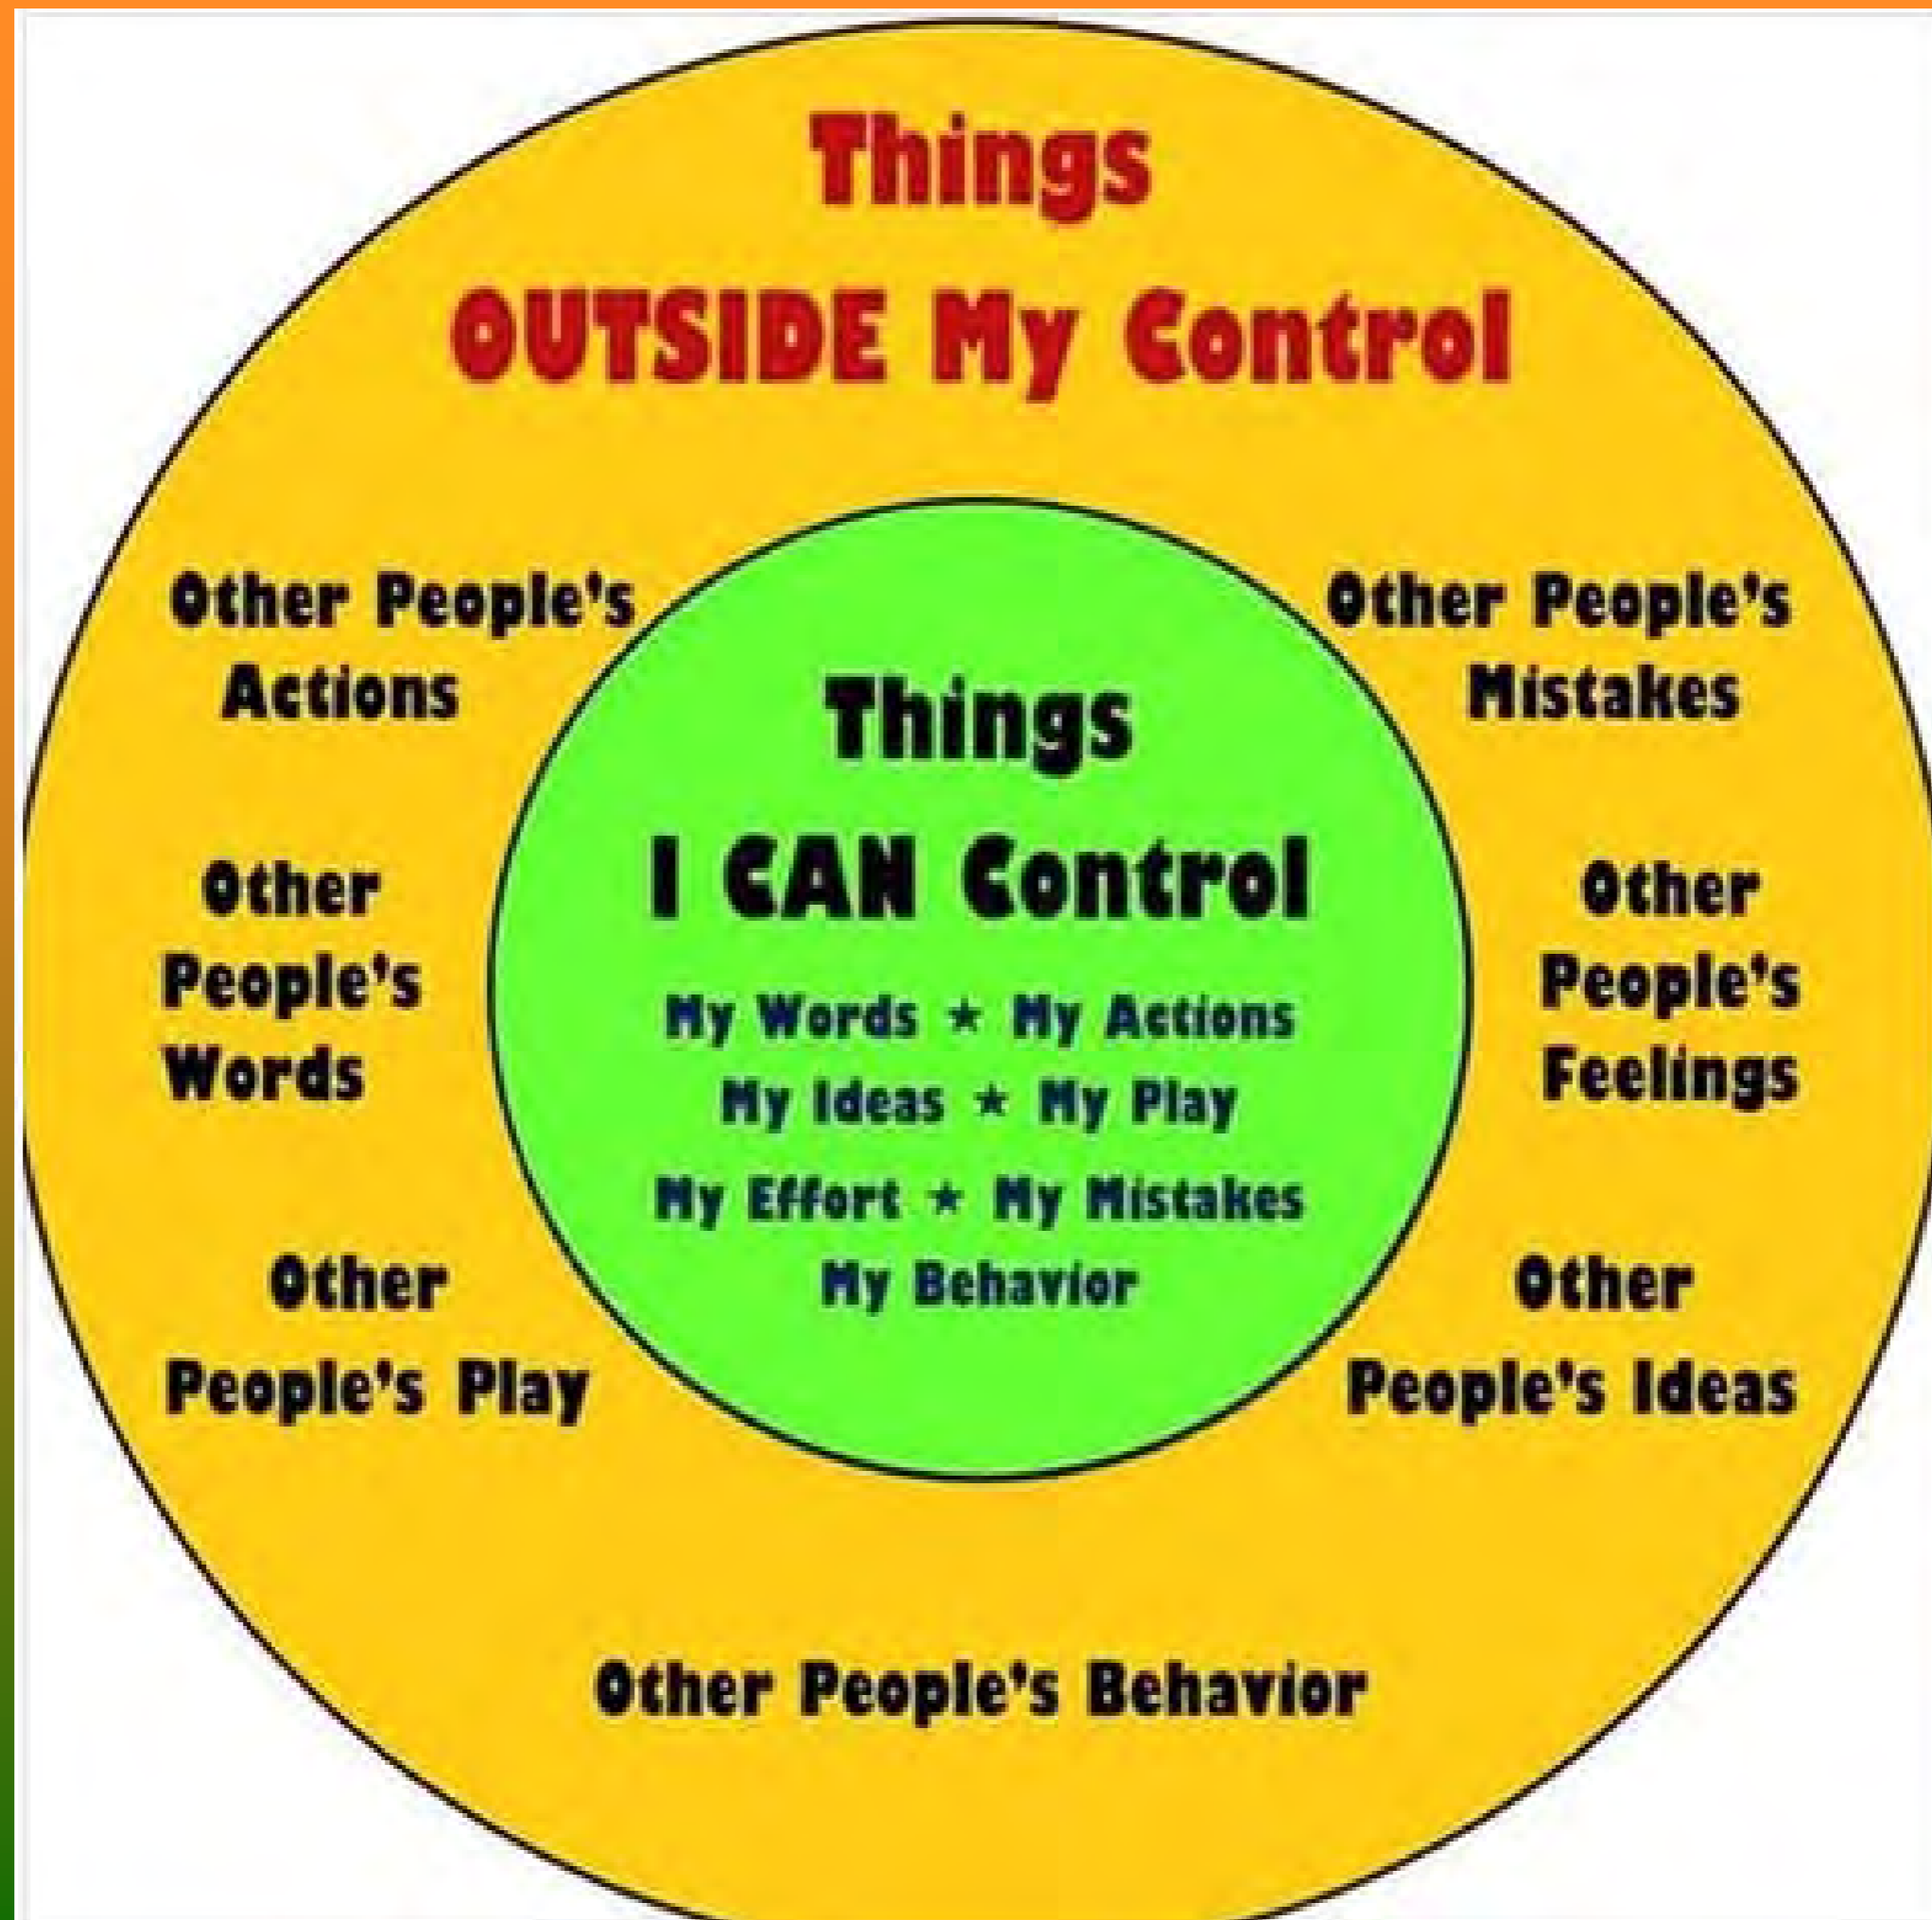 Things
OUTSIDE My Control
Other People's
Actions
Other People's
Mistakes
Other
People's
Words
Things
I CAN Control
My Words ★ My Actions
My Ideas ★ My Play
My Effort ★ My Mistakes
My Behavior
Other
People's
Feelings
Other
People's Play
Other
People's Ideas
Other People's Behavior